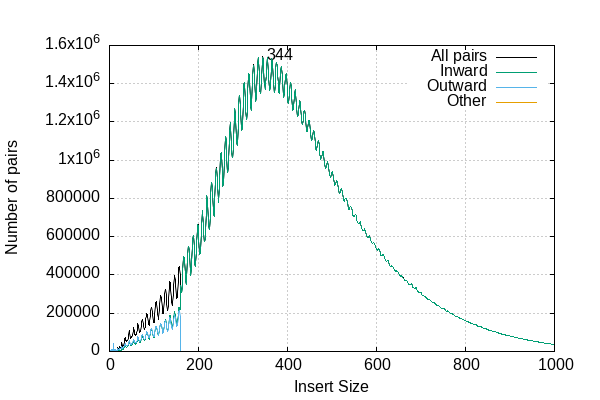 344
All pairs
Inward
Outward
Other
Number of pairs
1.6x10^6
1.4x10^6
1.2x10^6
1x10^6
800000
600000
400000
200000
0
0 200 400 600 800 1000
Insert Size